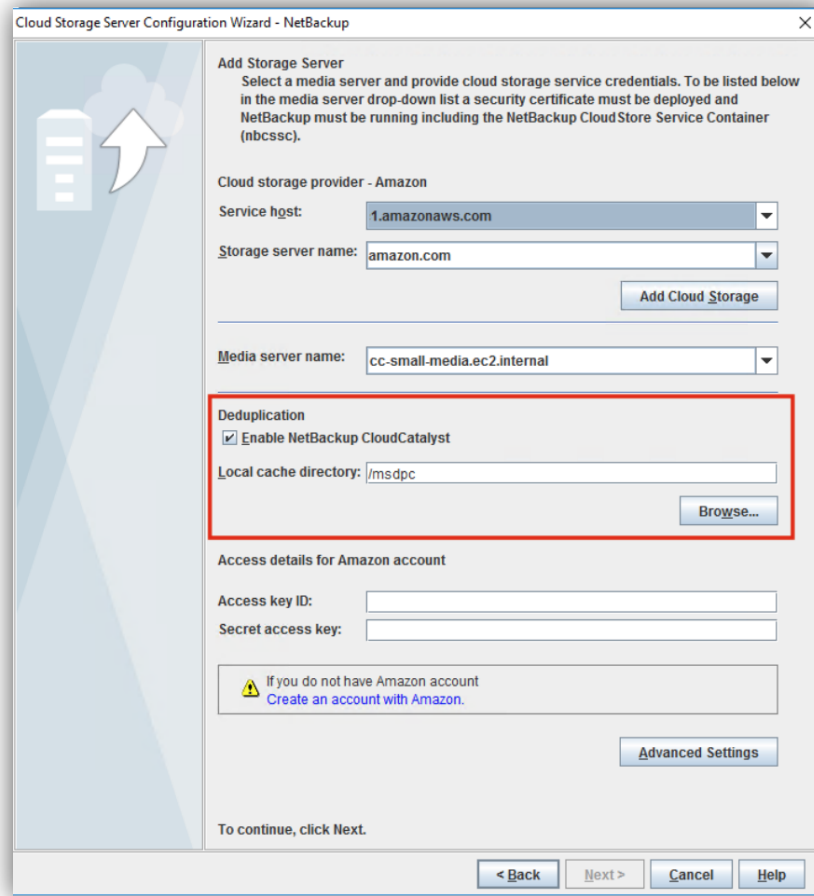 Cloud Storage Server Configuration Wizard - NetBackup
Add Storage Server
Select a media server and provide cloud storage service credentials. To be listed below
in the media server drop-down list a security certificate must be deployed and
NetBackup must be running including the NetBackup CloudStore Service Container
(nbcssc).
Cloud storage provider - Amazon
Service host: 1.amazonaws.com
Storage server name: amazon.com
Add Cloud Storage
Media server name: cc-small-media.ec2.internal
Deduplication
Enable NetBackup CloudCatalyst
Local cache directory: /msdpc
Browse...
Access details for Amazon account
Access key ID:
Secret access key:
If you do not have Amazon account
Create an account with Amazon.
Advanced Settings
To continue, click Next.
< Back Next > Cancel Help